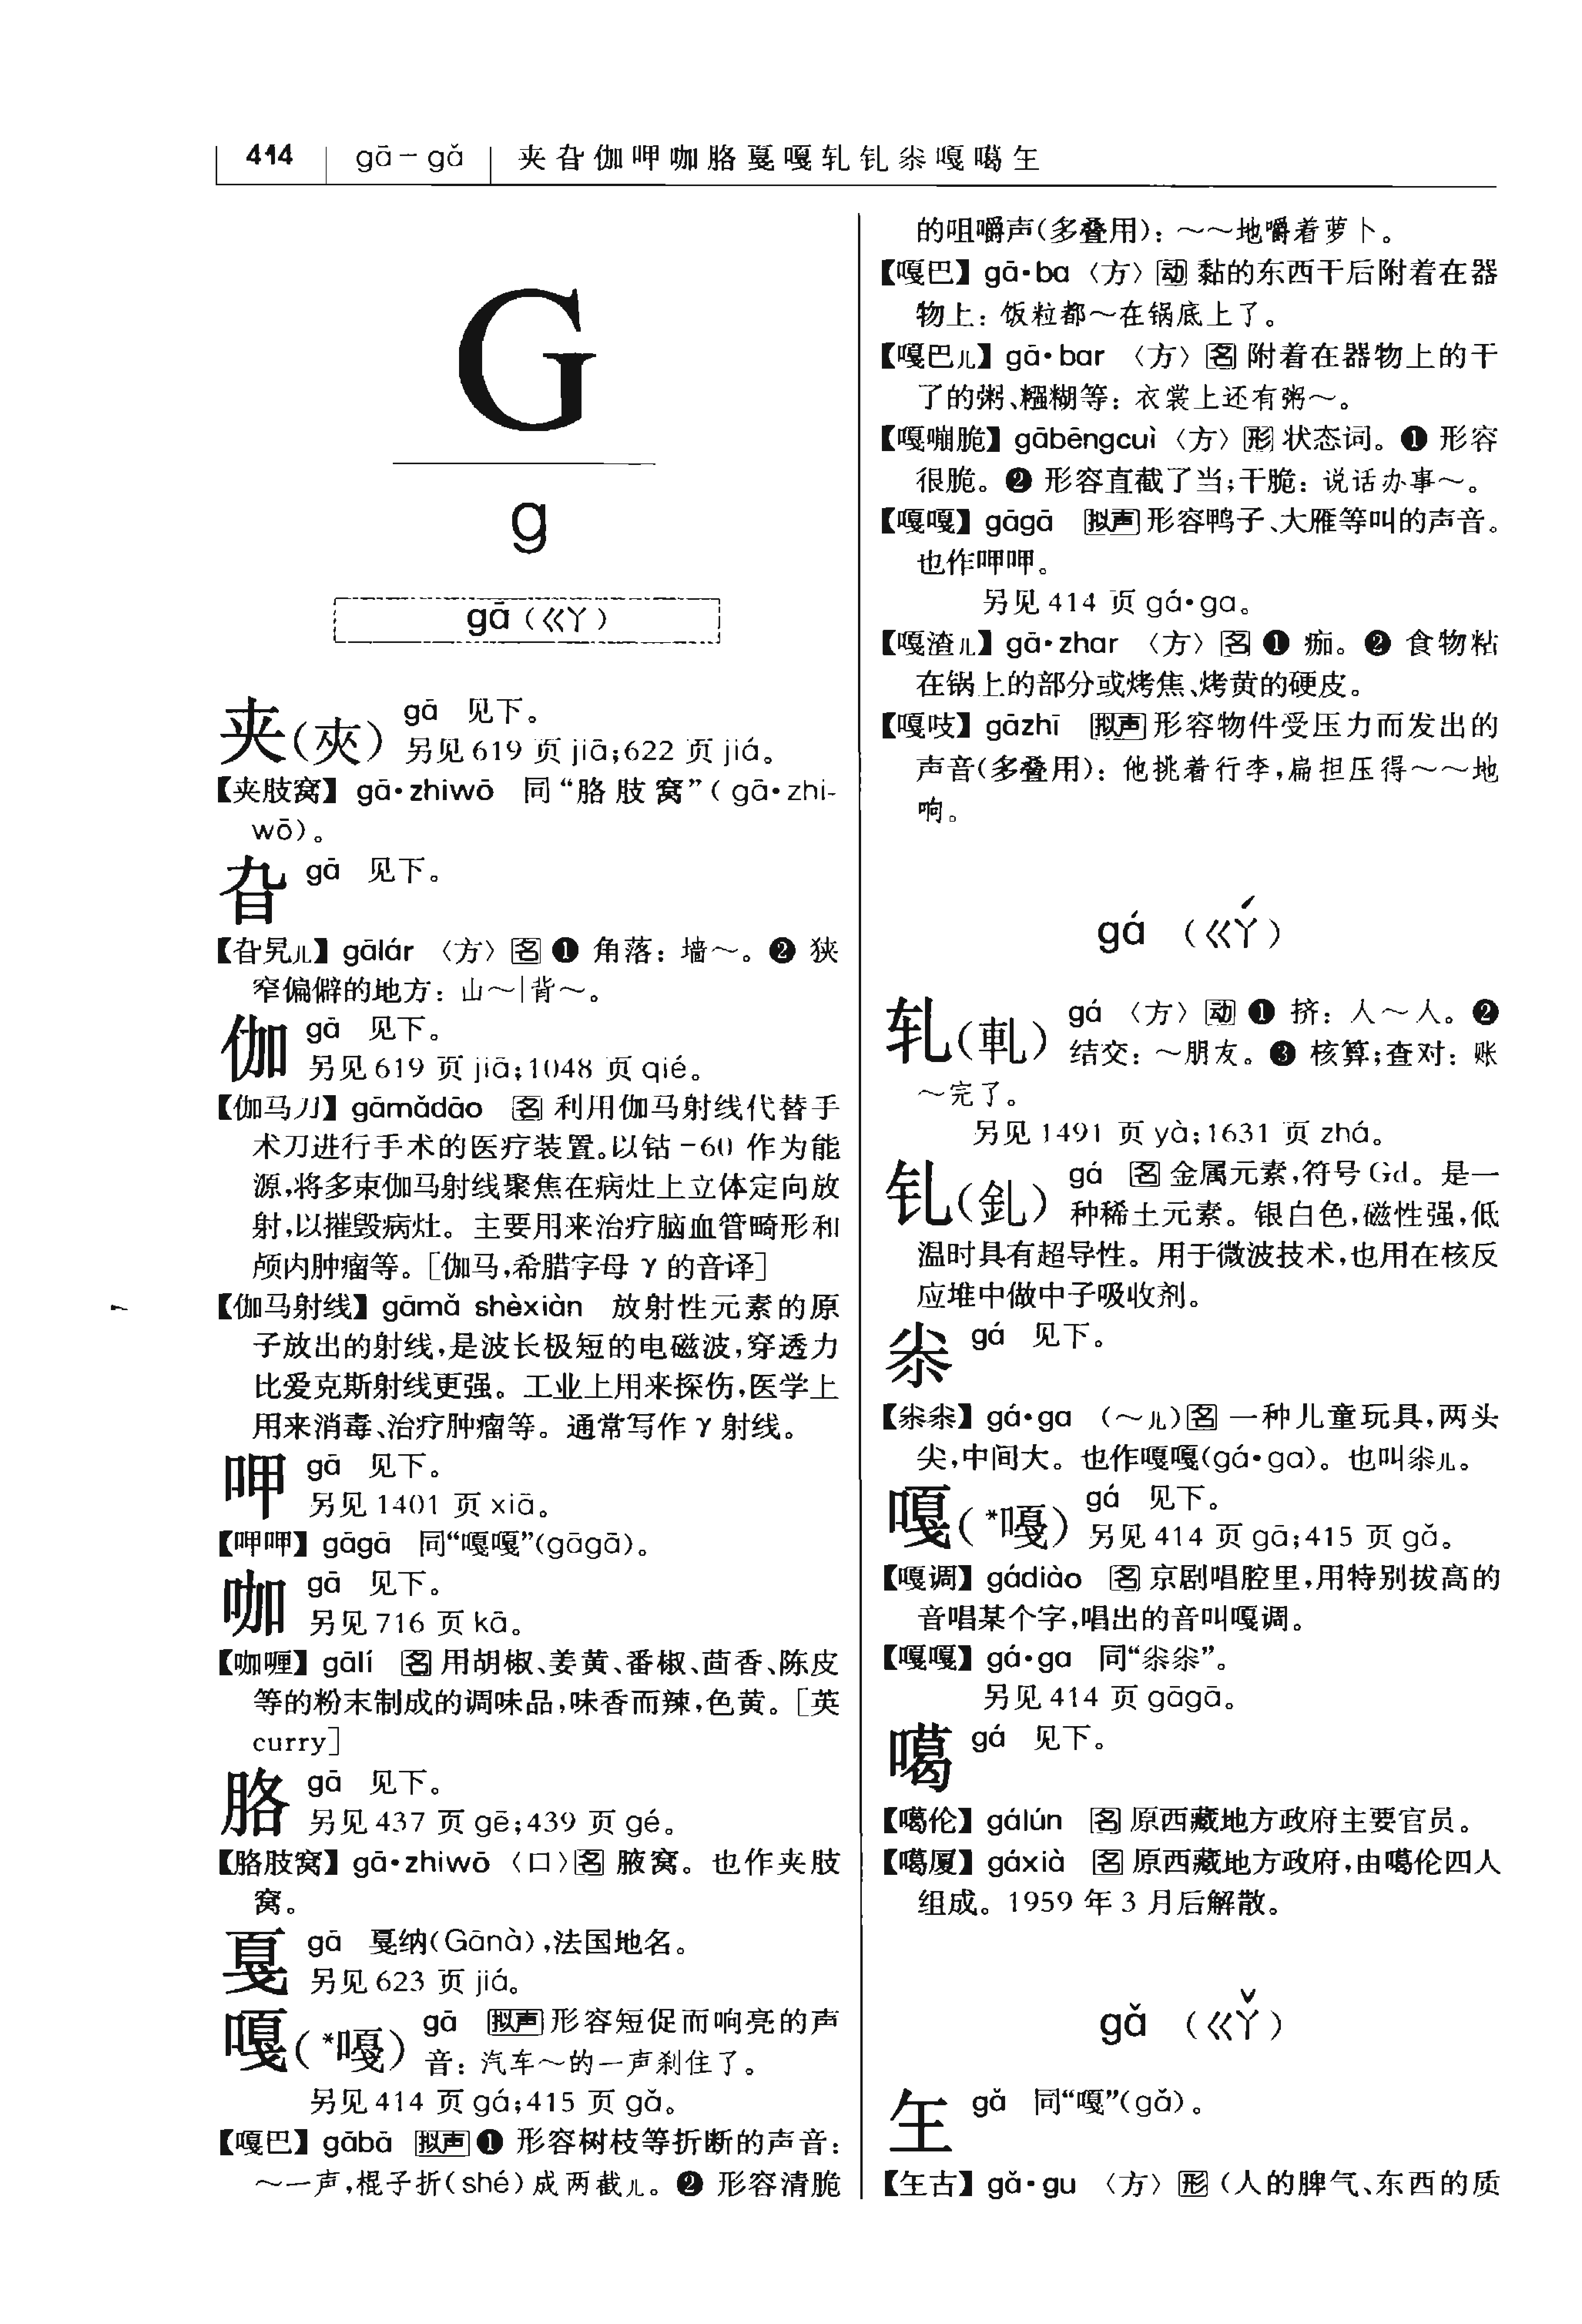 414 gā－gǎ 夹旮伽呷咖胳戛嘎轧钆尜嘎噶玍
G
g
gā（ㄍㄚ）
夹（夾） gā 见下。
另见 619 页 jiā；622 页 jiá。
【夹肢窝】gā·zhiwō 同“胳肢窝”（gā·zhi-
wō）。
旮 gā 见下。
【旮旯儿】gālár 〈方〉名 ❶ 角落：墙～。❷ 狭
窄偏僻的地方：山～|背～。
伽 gā 见下。
另见 619 页 jiā；1048 页 qié。
【伽马刀】gāmǎdāo 名 利用伽马射线代替手
术刀进行手术的医疗装置。以钴-60 作为能
源，将多束伽马射线聚焦在病灶上立体定向放
射，以摧毁病灶。主要用来治疗脑血管畸形和
颅内肿瘤等。［伽马，希腊字母 γ 的音译］
【伽马射线】gāmǎ shèxiàn 放射性元素的原
子放出的射线，是波长极短的电磁波，穿透力
比爱克斯射线更强。工业上用来探伤，医学上
用来消毒、治疗肿瘤等。通常写作 γ 射线。
呷 gā 见下。
另见 1401 页 xiā。
【呷呷】gāgā 同“嘎嘎”（gāgā）。
咖 gā 见下。
另见 716 页 kā。
【咖喱】gālí 名 用胡椒、姜黄、番椒、茴香、陈皮
等的粉末制成的调味品，味香而辣，色黄。［英
curry］
胳 gā 见下。
另见 437 页 gē；439 页 gé。
【胳肢窝】gā·zhiwō 〈口〉名 腋窝。也作夹肢
窝。
戛 gā 戛纳（Gānà），法国地名。
另见 623 页 jiá。
嘎（*嘠） gā 拟声 形容短促而响亮的声
音：汽车～的一声刹住了。
另见 414 页 gá；415 页 gǎ。
【嘎巴】gābā 拟声 ❶ 形容树枝等折断的声音：
～一声，棍子折（shé）成两截儿。❷ 形容清脆
的咀嚼声（多叠用）：～～地嚼着萝卜。
【嘎巴】gā·ba 〈方〉动 黏的东西干后附着在器
物上：饭粒都～在锅底上了。
【嘎巴儿】gā·bar 〈方〉名 附着在器物上的干
了的粥、糨糊等：衣裳上还有粥～。
【嘎嘣脆】gābēngcuì 〈方〉形 状态词。❶ 形容
很脆。❷ 形容直截了当；干脆：说话办事～。
【嘎嘎】gāgā 拟声 形容鸭子、大雁等叫的声音。
也作呷呷。
另见 414 页 gá·ga。
【嘎渣儿】gā·zhar 〈方〉名 ❶ 痂。❷ 食物粘
在锅上的部分或烤焦、烤黄的硬皮。
【嘎吱】gāzhī 拟声 形容物件受压力而发出的
声音（多叠用）：他挑着行李，扁担压得～～地
响。
gá （ㄍㄚˊ）
轧（軋） gá 〈方〉动 ❶ 挤：人～人。❷
结交：～朋友。❸ 核算；查对：账
～完了。
另见 1491 页 yà；1631 页 zhá。
钆（釓） gá 名 金属元素，符号 Gd。是一
种稀土元素。银白色，磁性强，低
温时具有超导性。用于微波技术，也用在核反
应堆中做中子吸收剂。
尜 gá 见下。
【尜尜】gá·ga （～儿）名 一种儿童玩具，两头
尖，中间大。也作嘎嘎（gá·ga）。也叫尜儿。
嘎（*嘠） gá 见下。
另见 414 页 gā；415 页 gǎ。
【嘎调】gádiào 名 京剧唱腔里，用特别拔高的
音唱某个字，唱出的音叫嘎调。
【嘎嘎】gá·ga 同“尜尜”。
另见 414 页 gāgā。
噶 gá 见下。
【噶伦】gálún 名 原西藏地方政府主要官员。
【噶厦】gáxià 名 原西藏地方政府，由噶伦四人
组成。1959 年 3 月后解散。
gǎ （ㄍㄚˇ）
玍 gǎ 同“嘎”（gǎ）。
【玍古】gǎ·gu 〈方〉形（人的脾气、东西的质